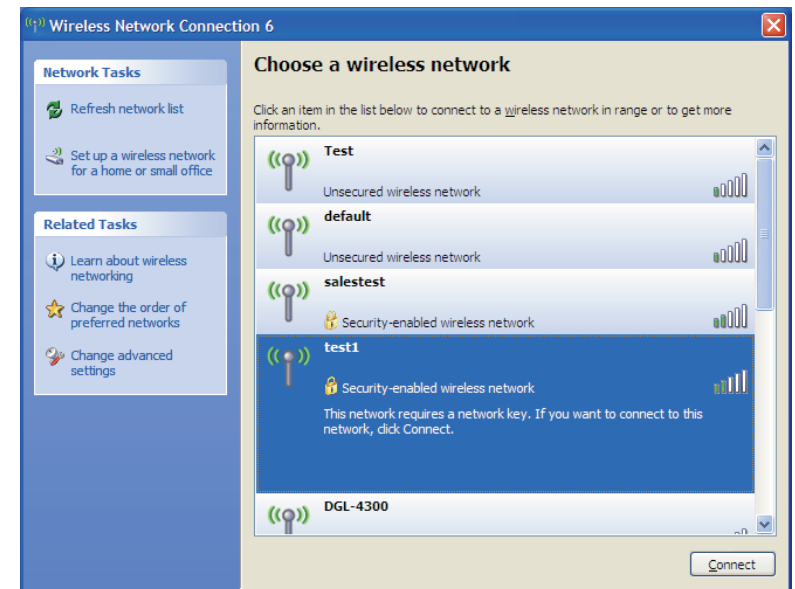 Wireless Network Connection 6
Network Tasks
Refresh network list
Set up a wireless network
for a home or small office
Related Tasks
Learn about wireless
networking
Change the order of
preferred networks
Change advanced
settings
Choose a wireless network
Click an item in the list below to connect to a wireless network in range or to get more
information.
Test
Unsecured wireless network
default
Unsecured wireless network
salestest
Security-enabled wireless network
test1
Security-enabled wireless network
This network requires a network key. If you want to connect to this
network, click Connect.
DGL-4300
Connect